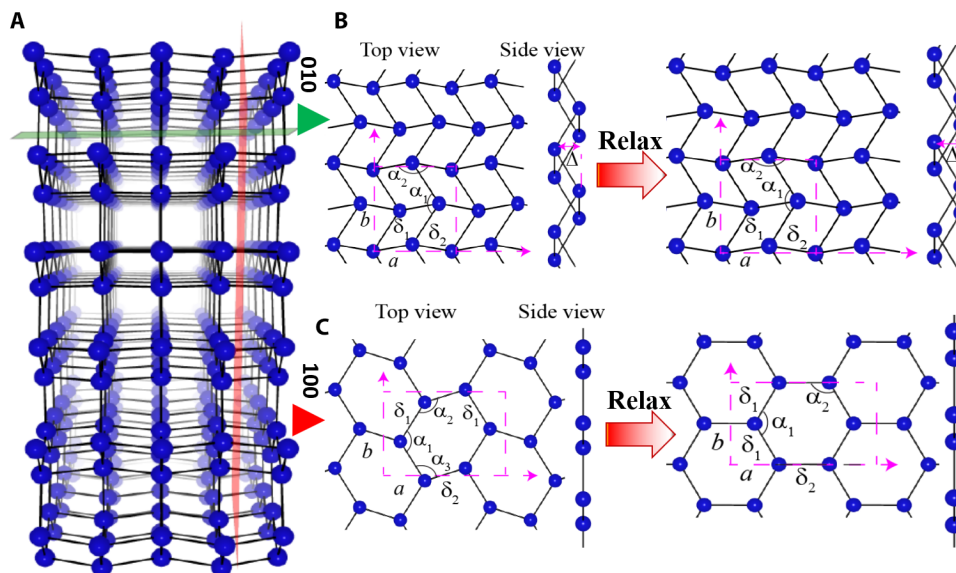 A
010
100
B
Top view
Side view
α₂
α₁
b
δ₁
δ₂
a
Δ
Relax
α₂
α₁
b
δ₁
δ₂
a
Δ
C
Top view
Side view
δ₁
α₂
δ₁
b
α₁
α₃
a
δ₂
Relax
δ₁
α₂
b
α₁
δ₁
a
δ₂